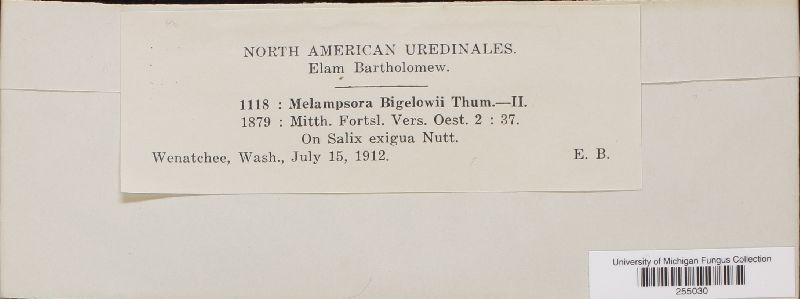 NORTH AMERICAN UREDINALES.
Elam Bartholomew.
1118 : Melampsora Bigelowii Thum.—II.
1879 : Mitth. Fortsl. Vers. Oest. 2 : 37.
On Salix exigua Nutt.
Wenatchee, Wash., July 15, 1912. E. B.
University of Michigan Fungus Collection
255030